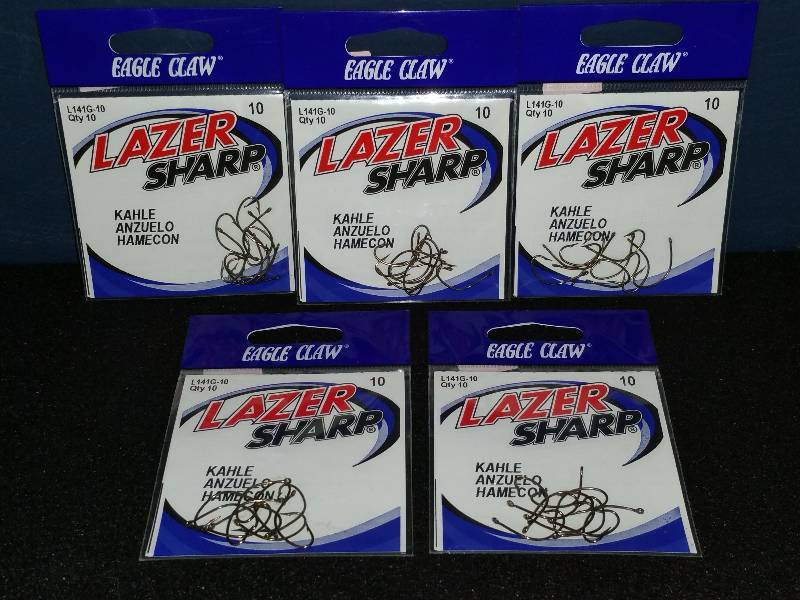 EAGLE CLAW®
L141G-10
Qty 10
10
LAZER
SHARP®
KAHLE
ANZUELO
HAMECON
EAGLE CLAW®
L141G-10
Qty 10
10
LAZER
SHARP®
KAHLE
ANZUELO
HAMECON
EAGLE CLAW®
L141G-10
Qty 10
10
LAZER
SHARP®
KAHLE
ANZUELO
HAMECON
EAGLE CLAW®
L141G-10
Qty 10
10
LAZER
SHARP®
KAHLE
ANZUELO
HAMECON
EAGLE CLAW®
L141G-10
Qty 10
10
LAZER
SHARP®
KAHLE
ANZUELO
HAMECON